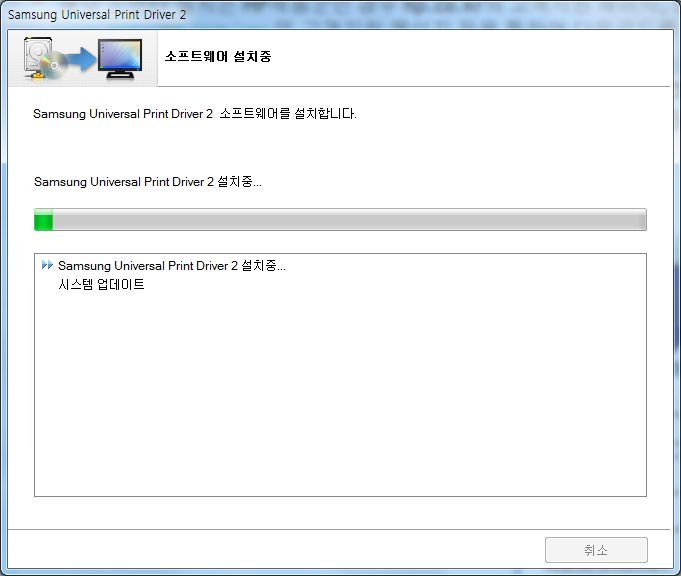 Samsung Universal Print Driver 2
소프트웨어 설치중
Samsung Universal Print Driver 2 소프트웨어를 설치합니다.
Samsung Universal Print Driver 2 설치중...
Samsung Universal Print Driver 2 설치중...
시스템 업데이트
취소